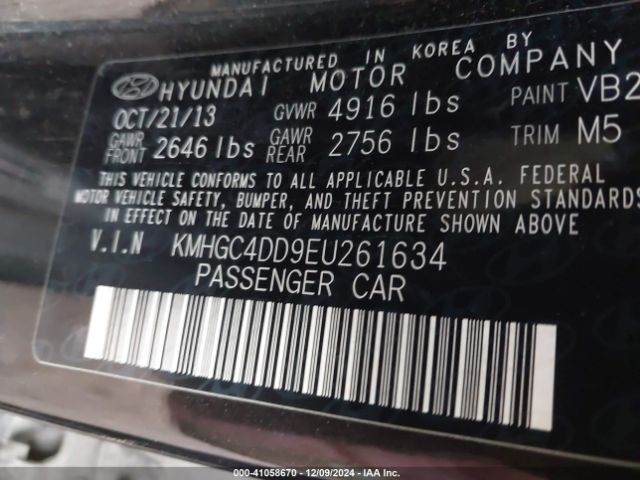 MANUFACTURED IN KOREA BY
HYUNDAI MOTOR COMPANY
OCT/21/13 GVWR 4916 lbs PAINT VB2
GAWR FRONT 2646 lbs GAWR REAR 2756 lbs TRIM M5
THIS VEHICLE CONFORMS TO ALL APPLICABLE U.S.A. FEDERAL
MOTOR VEHICLE SAFETY, BUMPER, AND THEFT PREVENTION STANDARDS
IN EFFECT ON THE DATE OF MANUFACTURE SHOWN ABOVE
V.I.N KMHGC4DD9EU261634
PASSENGER CAR
000-41058670 - 12/09/2024 - IAA Inc.